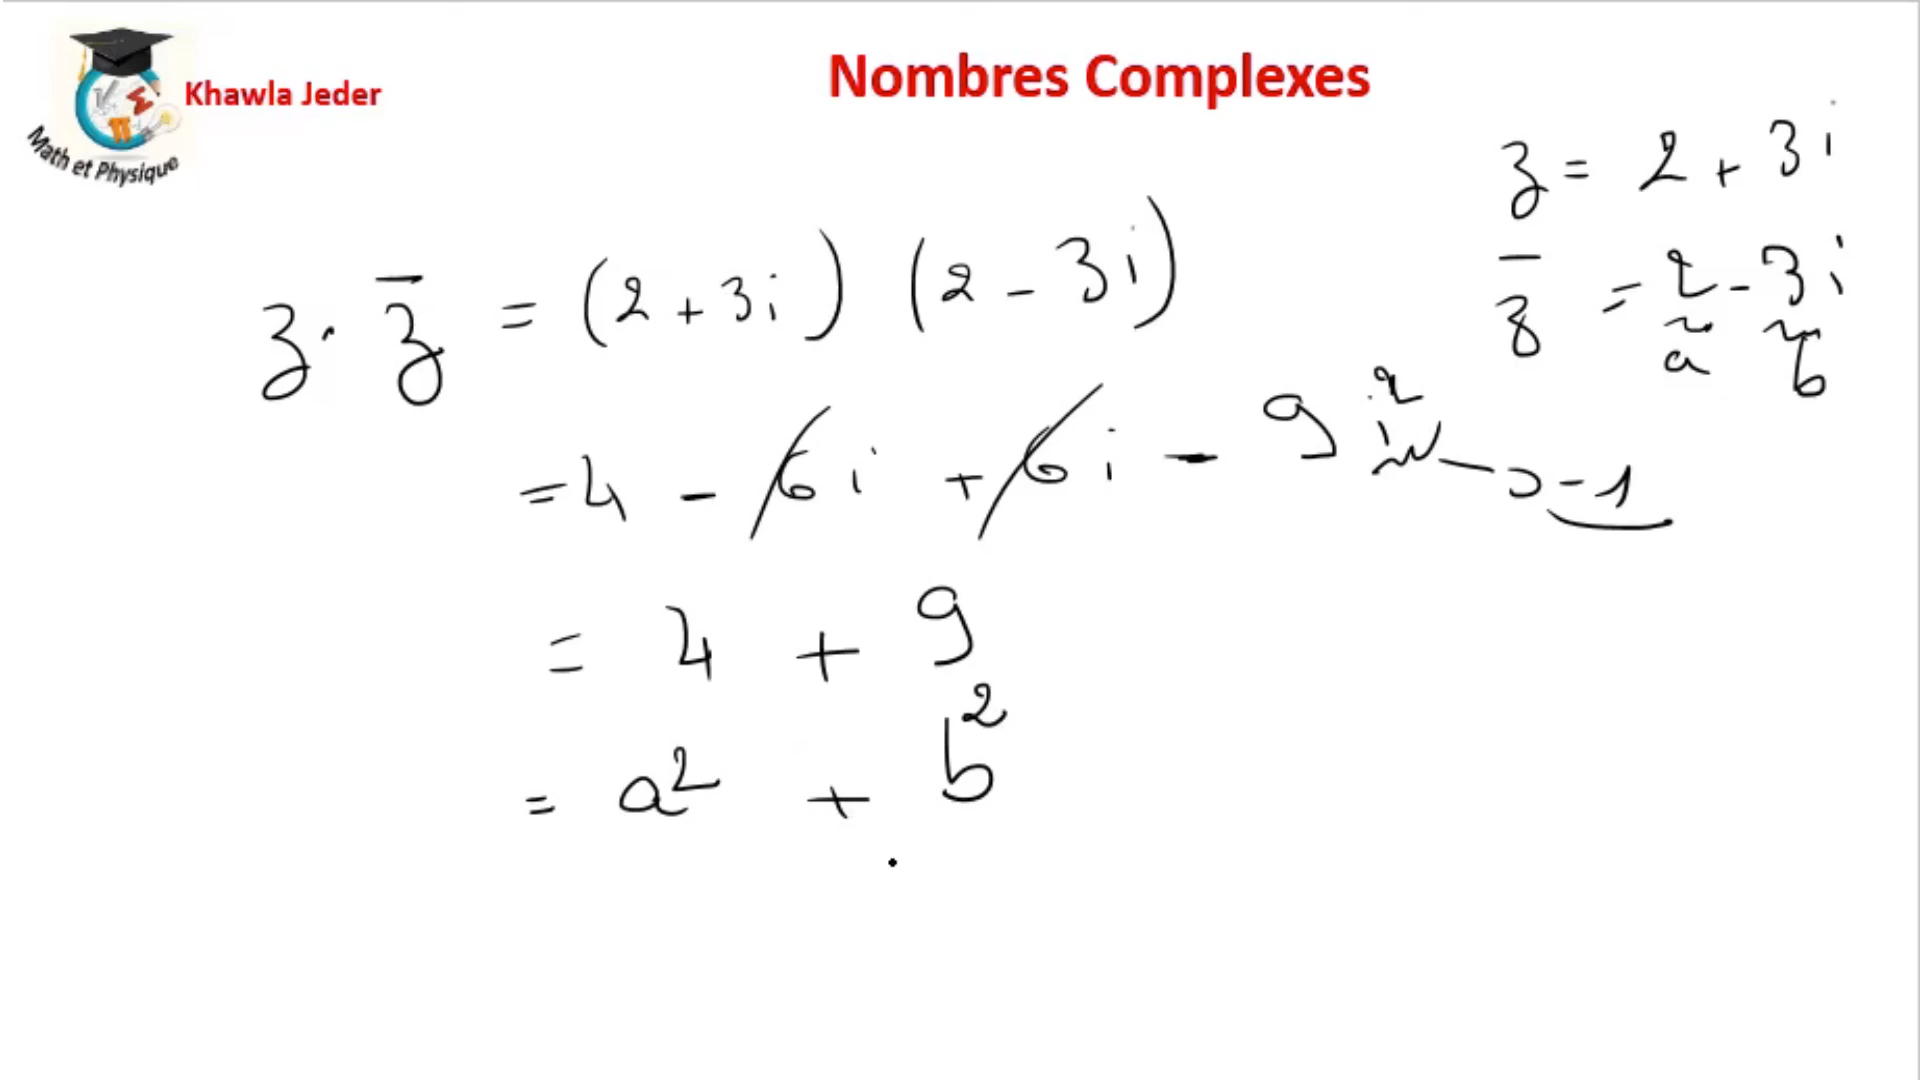 Khawla Jeder
Math et Physique
Nombres Complexes
z = 2 + 3i
z̄ = 2 - 3i
a b
z · z̄ = (2 + 3i) (2 - 3i)
= 4 - 6i + 6i - 9 i² → -1
= 4 + 9
= a² + b²